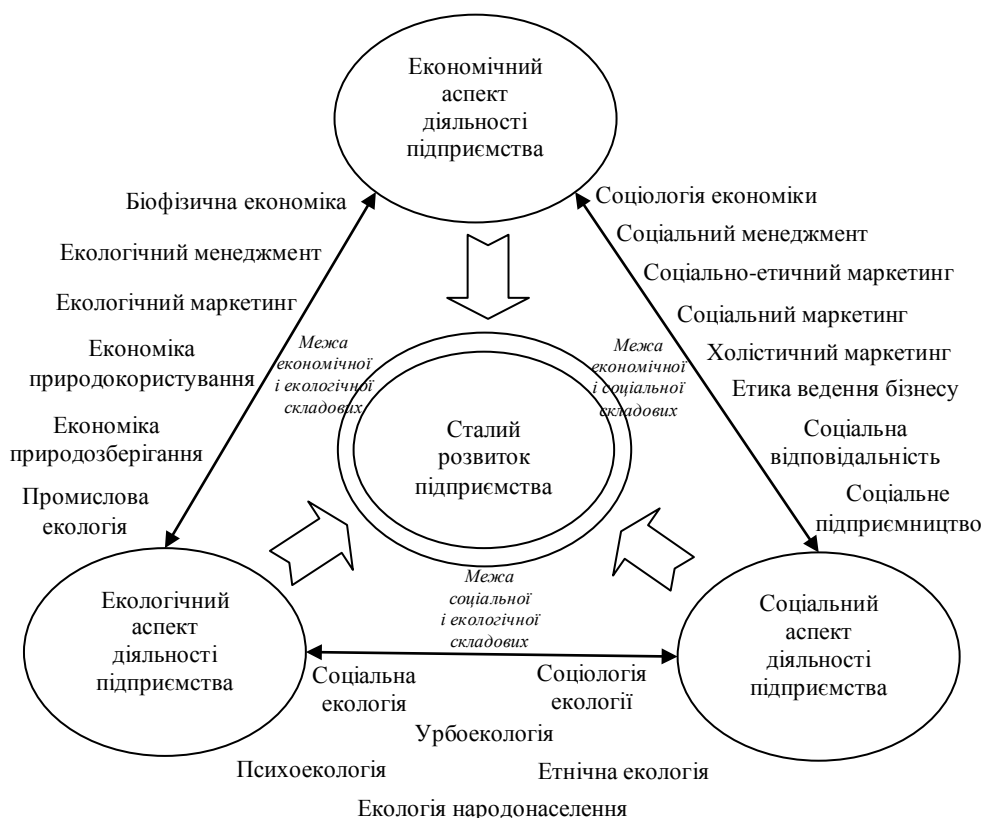 Економічний
аспект
діяльності
підприємства
Біофізична економіка
Екологічний менеджмент
Екологічний маркетинг
Економіка
природокористування
Економіка
природозберігання
Промислова
екологія
Соціологія економіки
Соціальний менеджмент
Соціально-етичний маркетинг
Соціальний маркетинг
Холістичний маркетинг
Етика ведення бізнесу
Соціальна
відповідальність
Соціальне
підприємництво
Межа
економічної
і екологічної
складових
Межа
економічної
і соціальної
складових
Сталий
розвиток
підприємства
Межа
соціальної
і екологічної
складових
Екологічний
аспект
діяльності
підприємства
Соціальний
аспект
діяльності
підприємства
Соціальна
екологія
Соціологія
екології
Урбоекологія
Психоекологія
Етнічна екологія
Екологія народонаселення